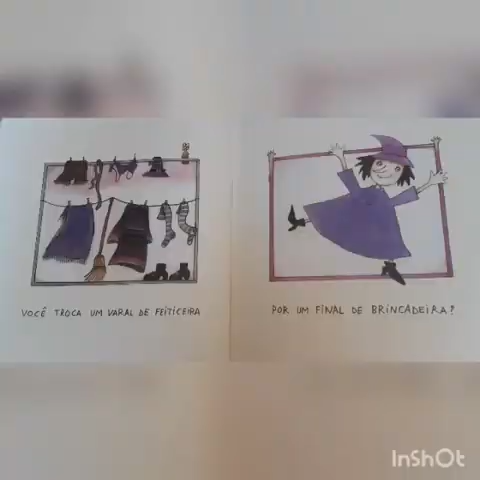 VOCÊ TROCA UM VARAL DE FEITICEIRA
POR UM FINAL DE BRINCADEIRA?
InShOt